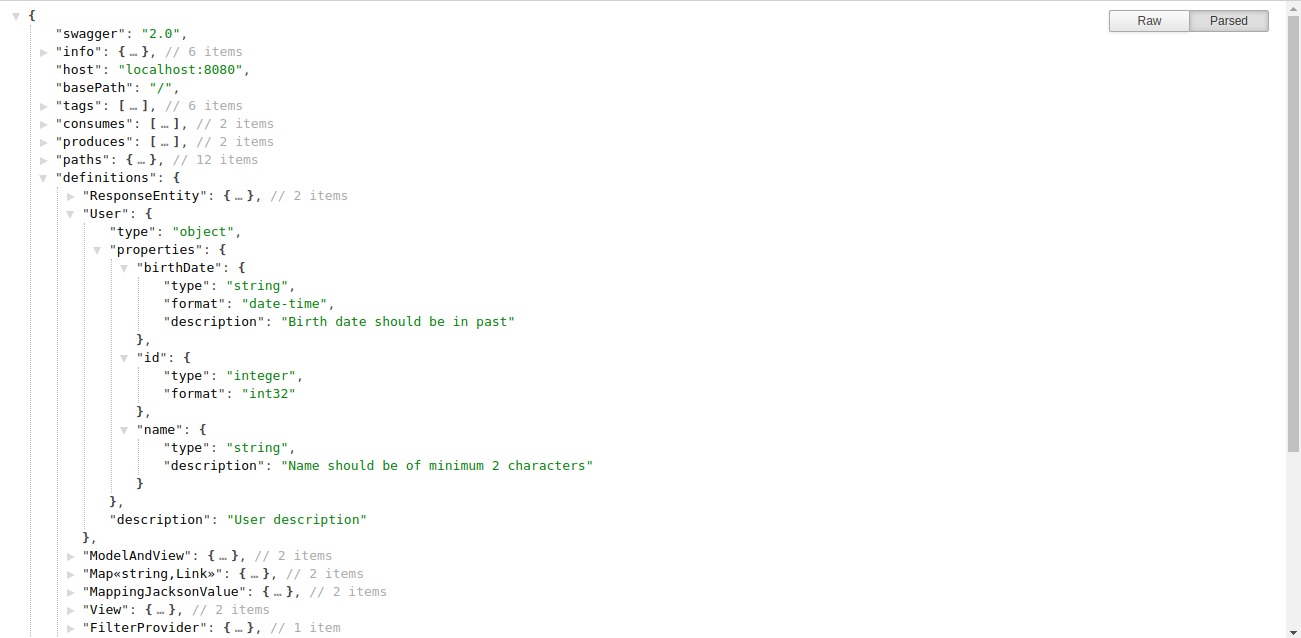 {
"swagger": "2.0",
"info": { … }, // 6 items
"host": "localhost:8080",
"basePath": "/",
"tags": [ … ], // 6 items
"consumes": [ … ], // 2 items
"produces": [ … ], // 2 items
"paths": { … }, // 12 items
"definitions": {
"ResponseEntity": { … }, // 2 items
"User": {
"type": "object",
"properties": {
"birthDate": {
"type": "string",
"format": "date-time",
"description": "Birth date should be in past"
},
"id": {
"type": "integer",
"format": "int32"
},
"name": {
"type": "string",
"description": "Name should be of minimum 2 characters"
}
},
"description": "User description"
},
"ModelAndView": { … }, // 2 items
"Map«string,Link»": { … }, // 2 items
"MappingJacksonValue": { … }, // 2 items
"View": { … }, // 2 items
"FilterProvider": { … }, // 1 item
Raw
Parsed